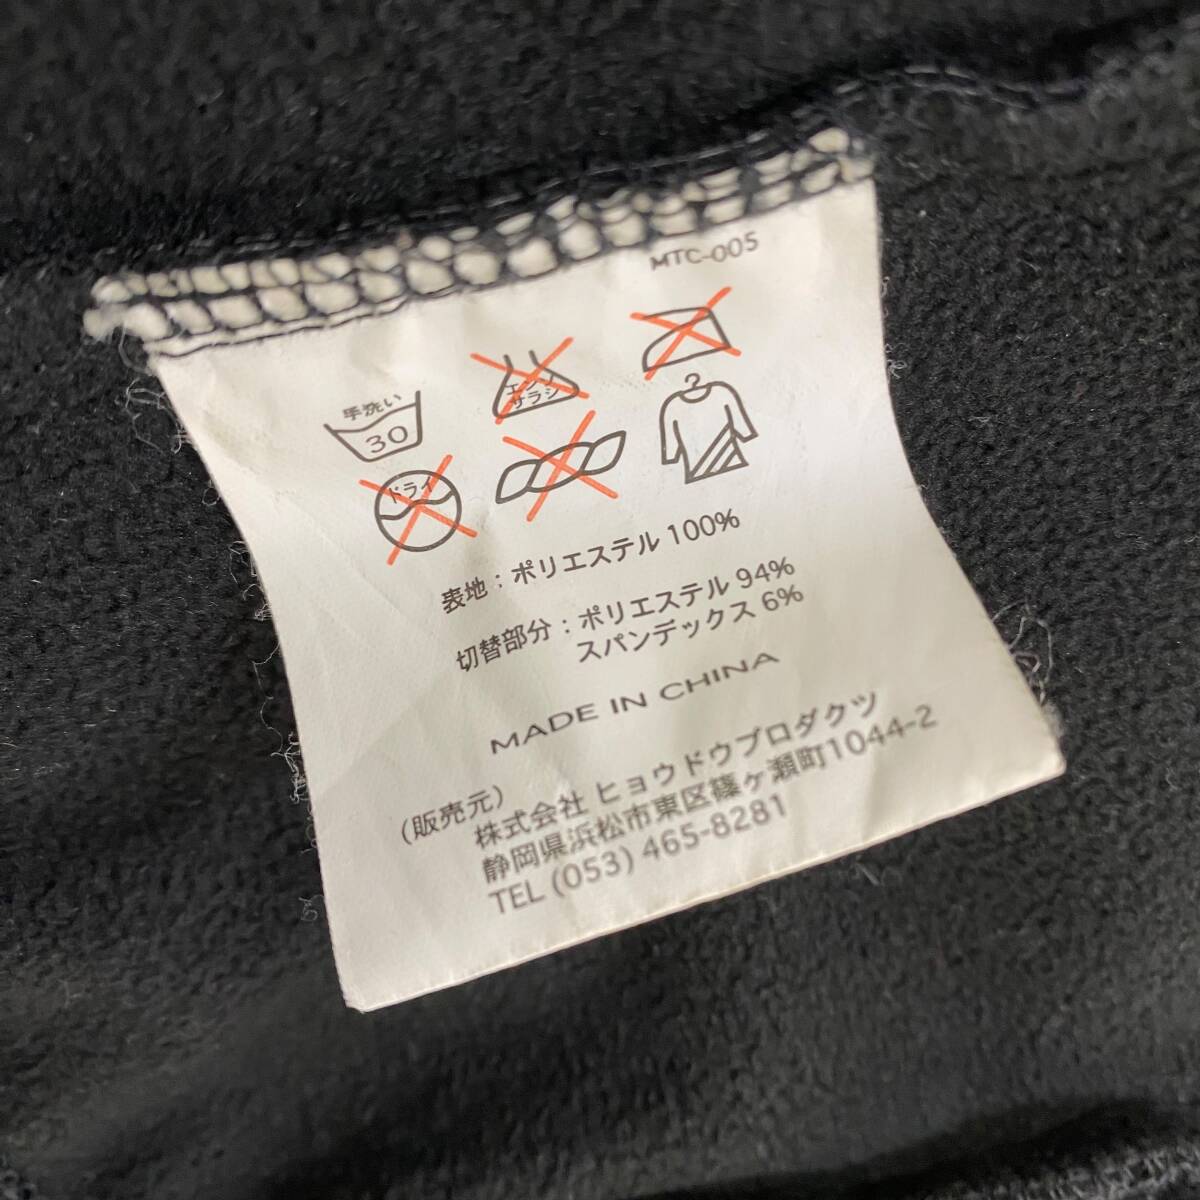 MTC-005
手洗い
30
エンソ
サラシ
ドライ
表地：ポリエステル 100%
切替部分：ポリエステル 94%
スパンデックス 6%
MADE IN CHINA
（販売元）
株式会社 ヒョウドウプロダクツ
静岡県浜松市東区篠ヶ瀬町1044-2
TEL (053) 465-8281